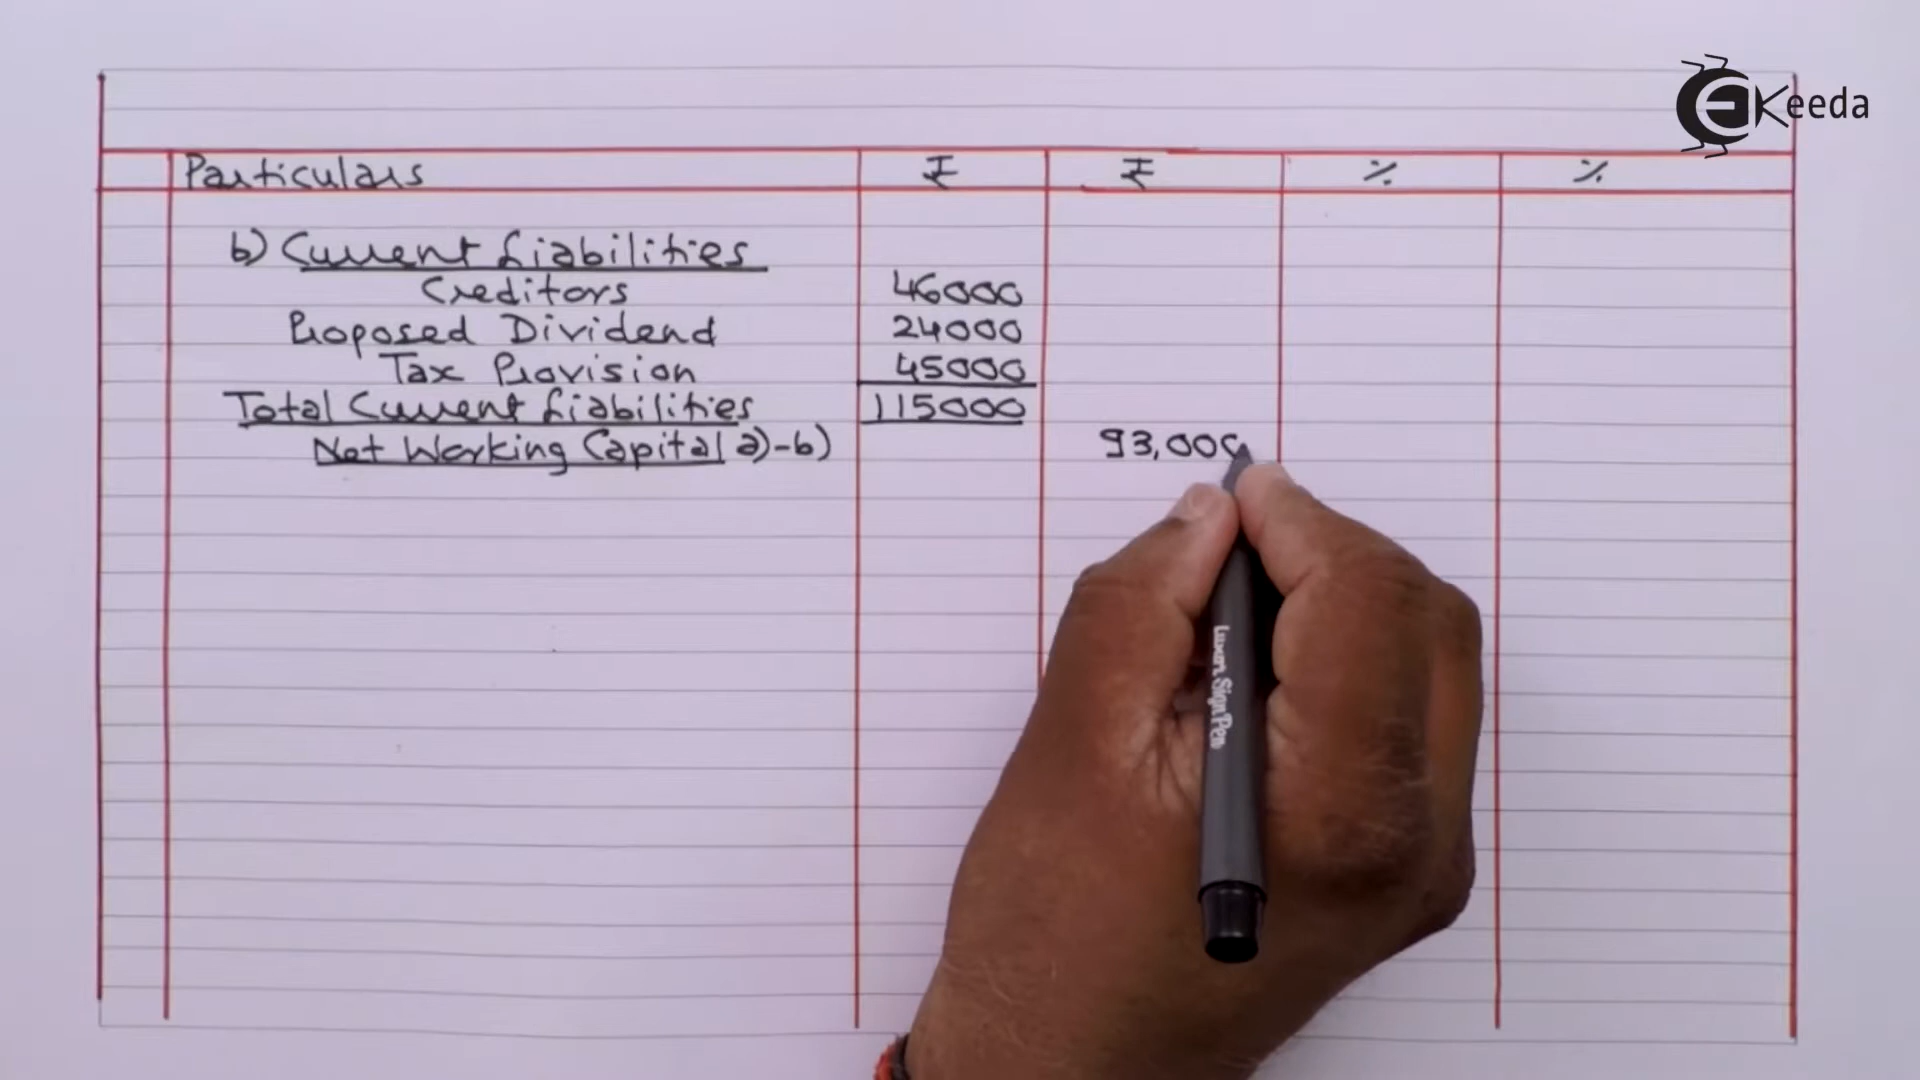 EKeeda
Particulars ₹ ₹ % %
b) Current Liabilities
Creditors 46000
Proposed Dividend 24000
Tax Provision 45000
Total Current Liabilities 115000
Net Working Capital a)-b) 93,000
Luxor Sign Pen